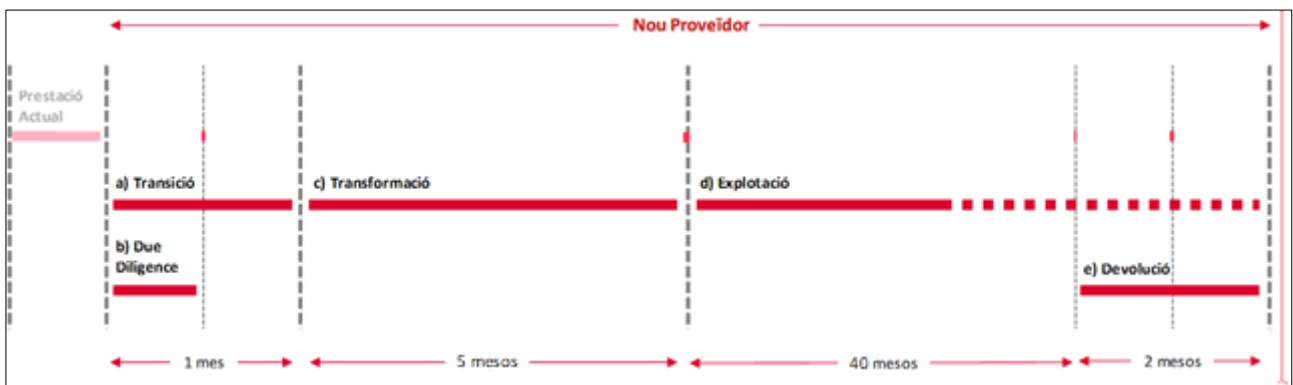 Nou Proveïdor
Prestació
Actual
a) Transició
c) Transformació
d) Explotació
b) Due
Diligence
e) Devolució
1 mes
5 mesos
40 mesos
2 mesos